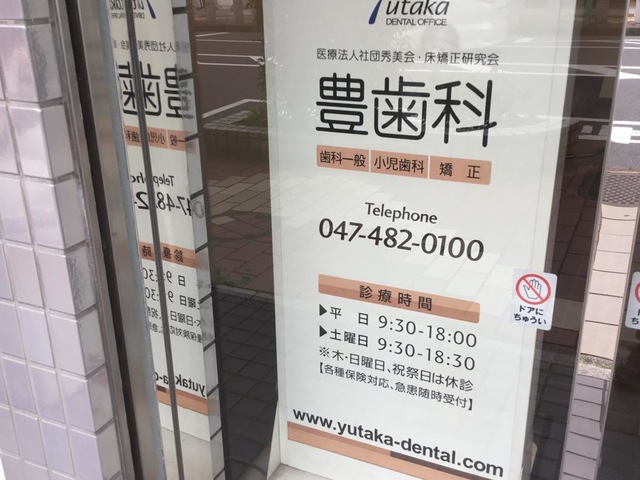 Yutaka
DENTAL OFFICE
医療法人社団秀美会・床矯正研究会
豊歯科
歯科一般 小児歯科 矯正
Telephone
047-482-0100
診療時間
▶平　日 9:30-18:00
▶土曜日 9:30-18:30
※木・日曜日、祝祭日は休診
【各種保険対応、急患随時受付】
www.yutaka-dental.com
ドアに
ちゅうい